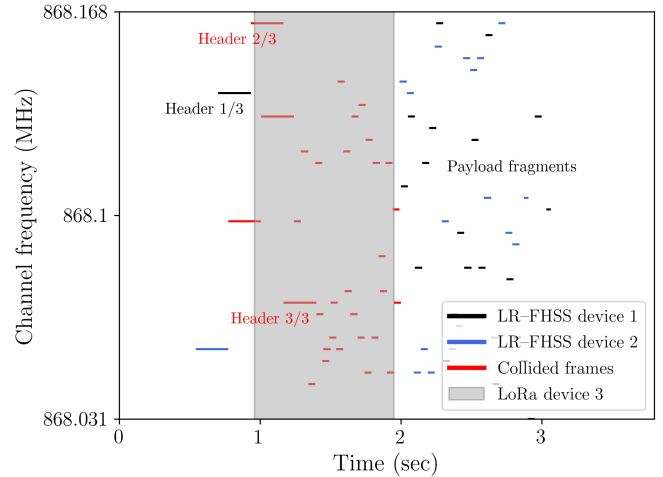 868.168
Header 2/3
Header 1/3
Payload fragments
868.1
Channel frequency (MHz)
Header 3/3
LR–FHSS device 1
LR–FHSS device 2
Collided frames
LoRa device 3
868.031
0
1
2
3
Time (sec)